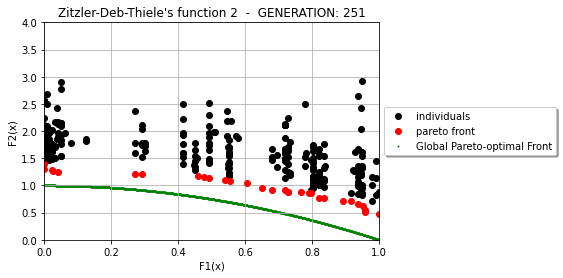 Zitzler-Deb-Thiele's function 2 - GENERATION: 251
4.0
3.5
3.0
2.5
2.0
1.5
1.0
0.5
0.0
F2(x)
0.0 0.2 0.4 0.6 0.8 1.0
F1(x)
individuals
pareto front
Global Pareto-optimal Front